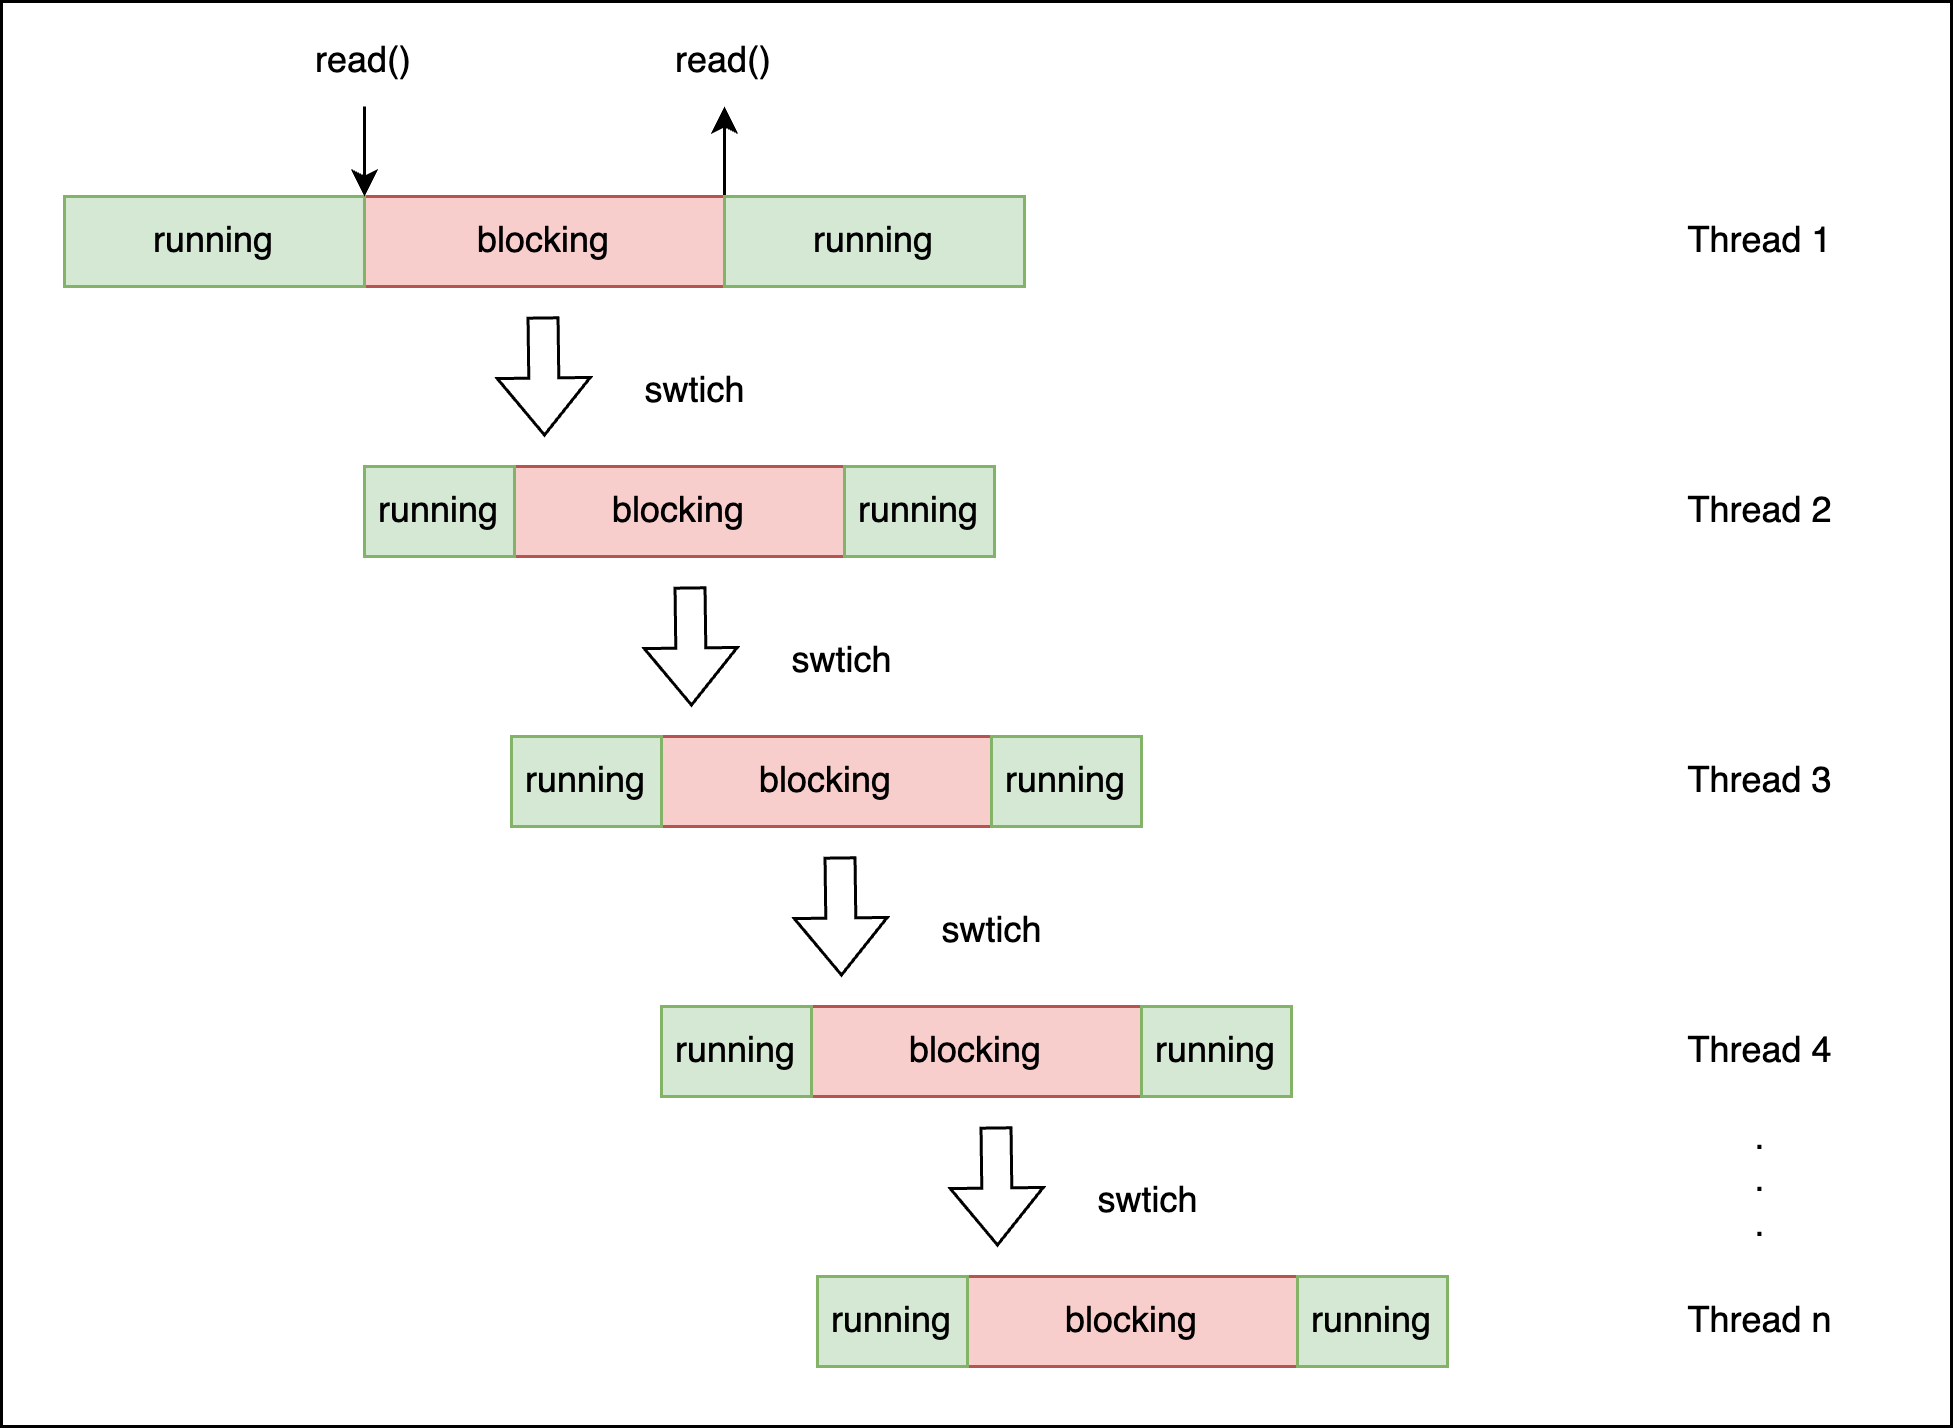 read() read()
running blocking running Thread 1
swtich
running blocking running Thread 2
swtich
running blocking running Thread 3
swtich
running blocking running Thread 4
.
.
swtich
.
running blocking running Thread n